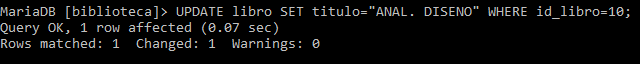 MariaDB [biblioteca]> UPDATE libro SET titulo="ANAL. DISENO" WHERE id_libro=10;
Query OK, 1 row affected (0.07 sec)
Rows matched: 1  Changed: 1  Warnings: 0